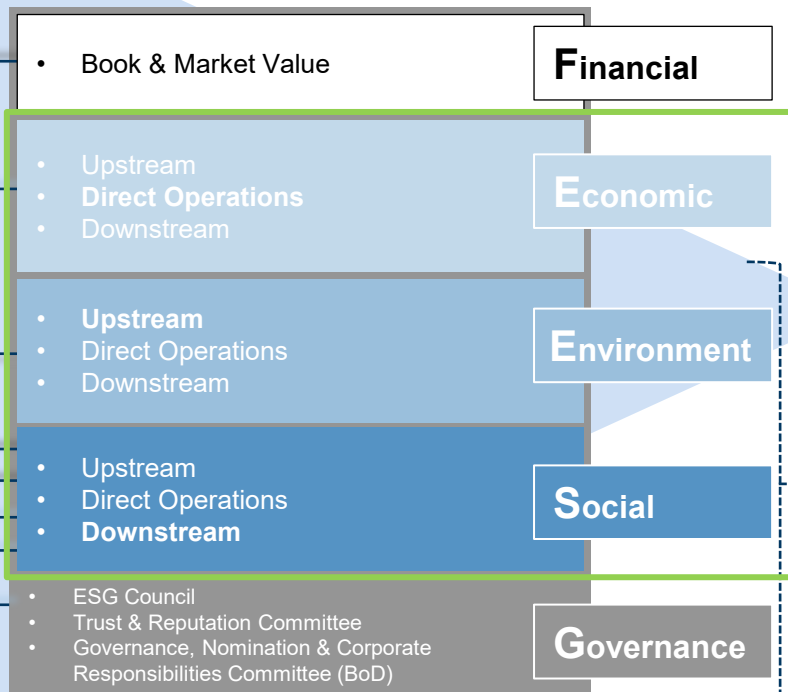 • Book & Market Value
Financial
• Upstream
• Direct Operations
• Downstream
Economic
• Upstream
• Direct Operations
• Downstream
Environment
• Upstream
• Direct Operations
• Downstream
Social
• ESG Council
• Trust & Reputation Committee
• Governance, Nomination & Corporate
Responsibilities Committee (BoD)
Governance